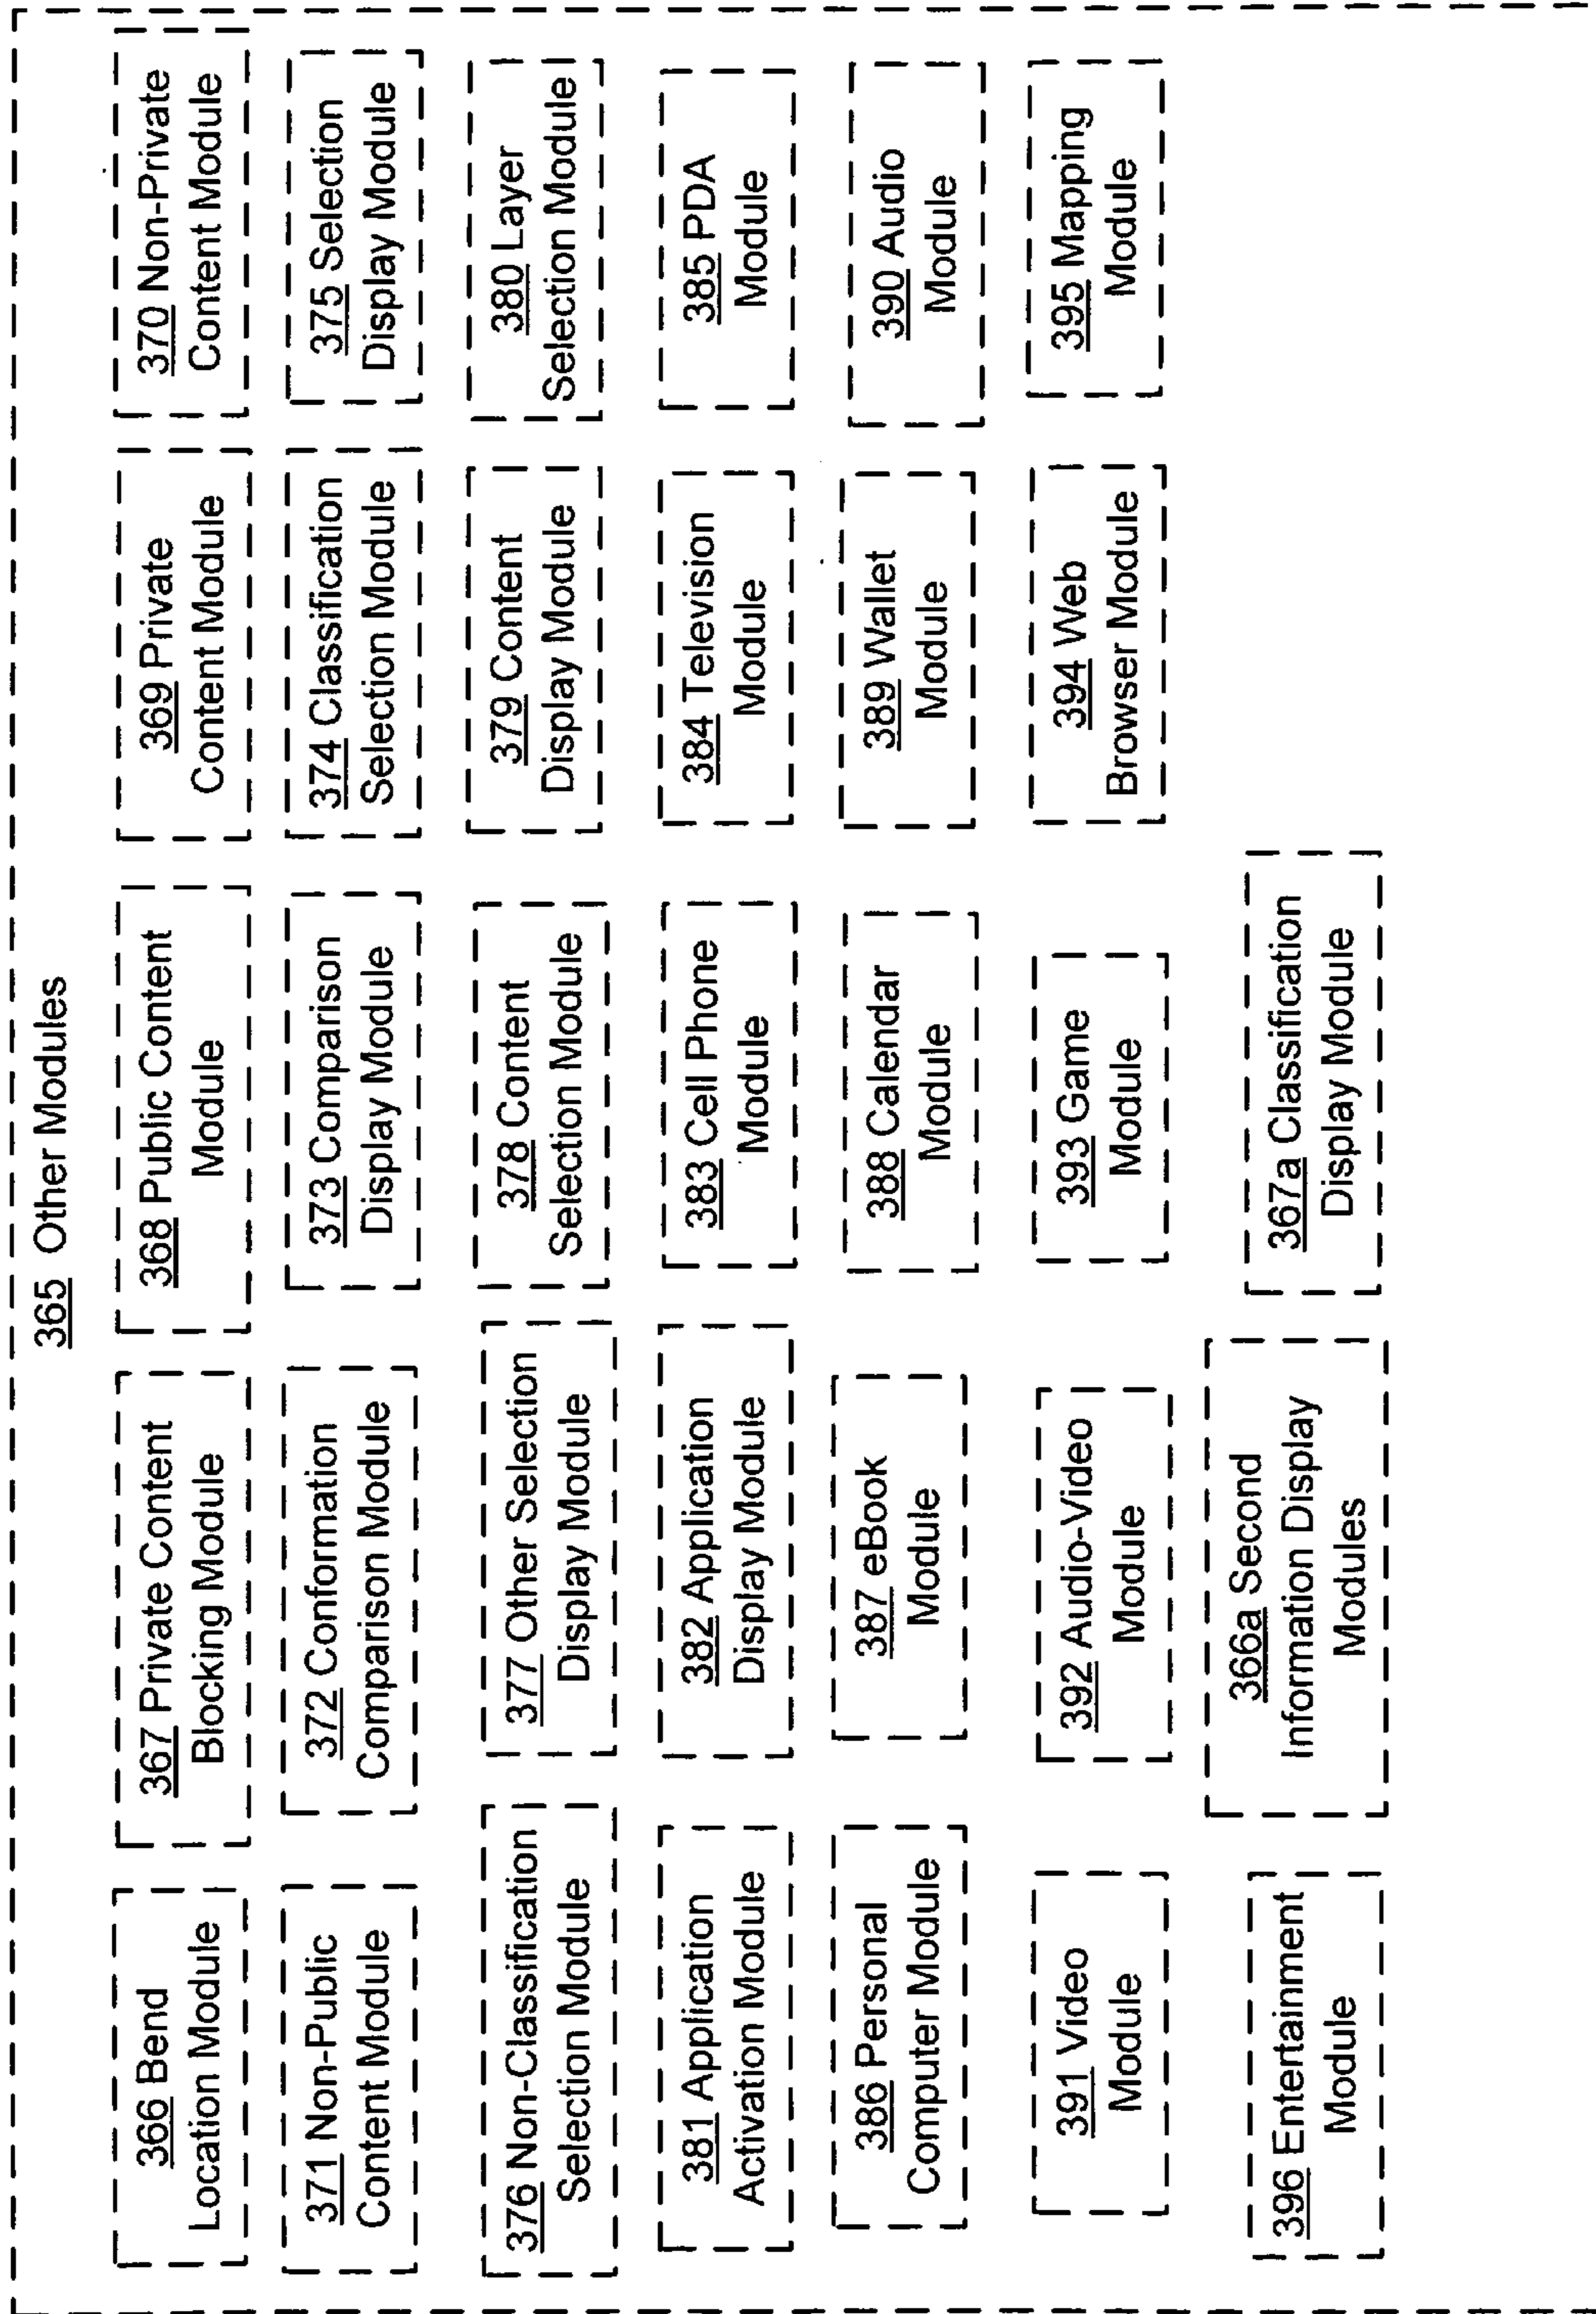 365 Other Modules
366 Bend
Location Module
367 Private Content
Blocking Module
368 Public Content
Module
369 Private
Content Module
370 Non-Private
Content Module
371 Non-Public
Content Module
372 Conformation
Comparison Module
373 Comparison
Display Module
374 Classification
Selection Module
375 Selection
Display Module
376 Non-Classification
Selection Module
377 Other Selection
Display Module
378 Content
Selection Module
379 Content
Display Module
380 Layer
Selection Module
381 Application
Activation Module
382 Application
Display Module
383 Cell Phone
Module
384 Television
Module
385 PDA
Module
386 Personal
Computer Module
387 eBook
Module
388 Calendar
Module
389 Wallet
Module
390 Audio
Module
391 Video
Module
392 Audio-Video
Module
393 Game
Module
394 Web
Browser Module
395 Mapping
Module
396 Entertainment
Module
366a Second
Information Display
Modules
367a Classification
Display Module